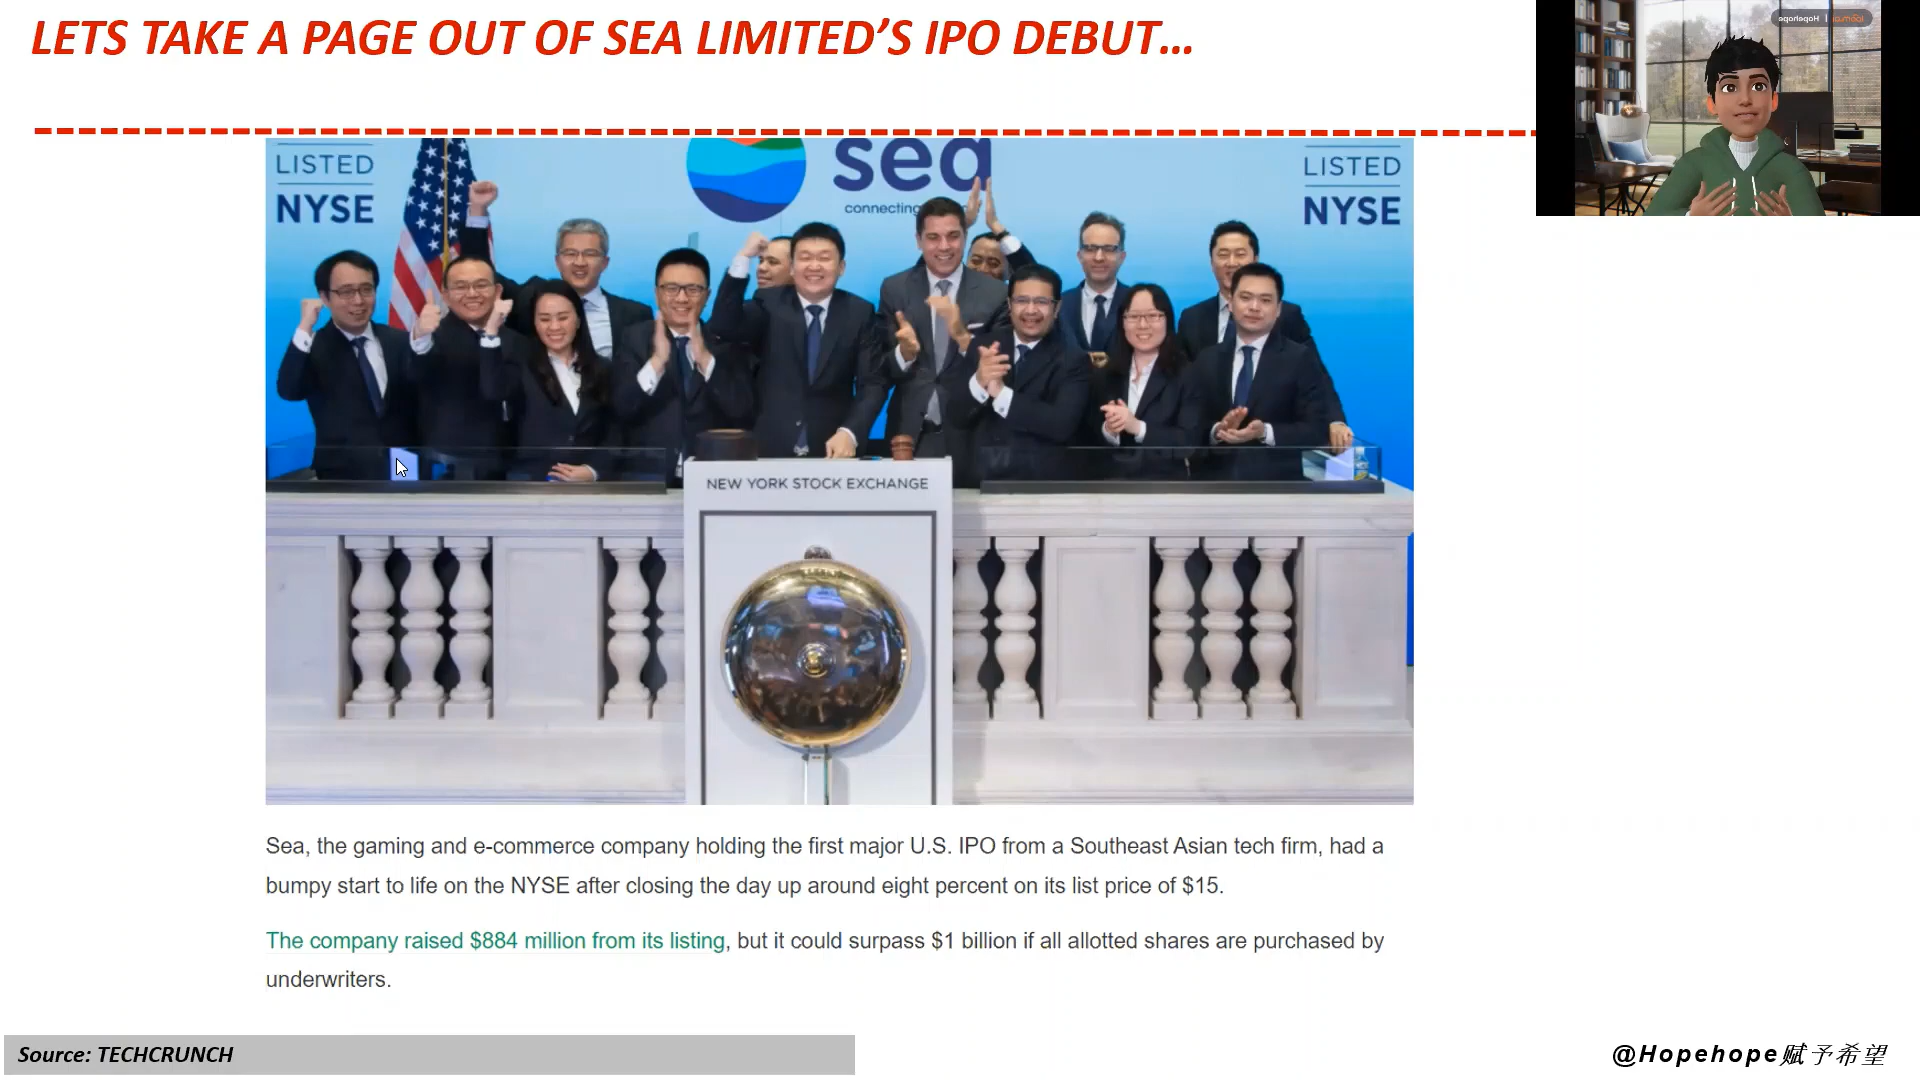 LETS TAKE A PAGE OUT OF SEA LIMITED'S IPO DEBUT...
Hopehope | loom.ai
LISTED
NYSE
sea
connecting
LISTED
NYSE
NEW YORK STOCK EXCHANGE
Sea, the gaming and e-commerce company holding the first major U.S. IPO from a Southeast Asian tech firm, had a
bumpy start to life on the NYSE after closing the day up around eight percent on its list price of $15.
The company raised $884 million from its listing, but it could surpass $1 billion if all allotted shares are purchased by
underwriters.
Source: TECHCRUNCH
@Hopehope赋予希望